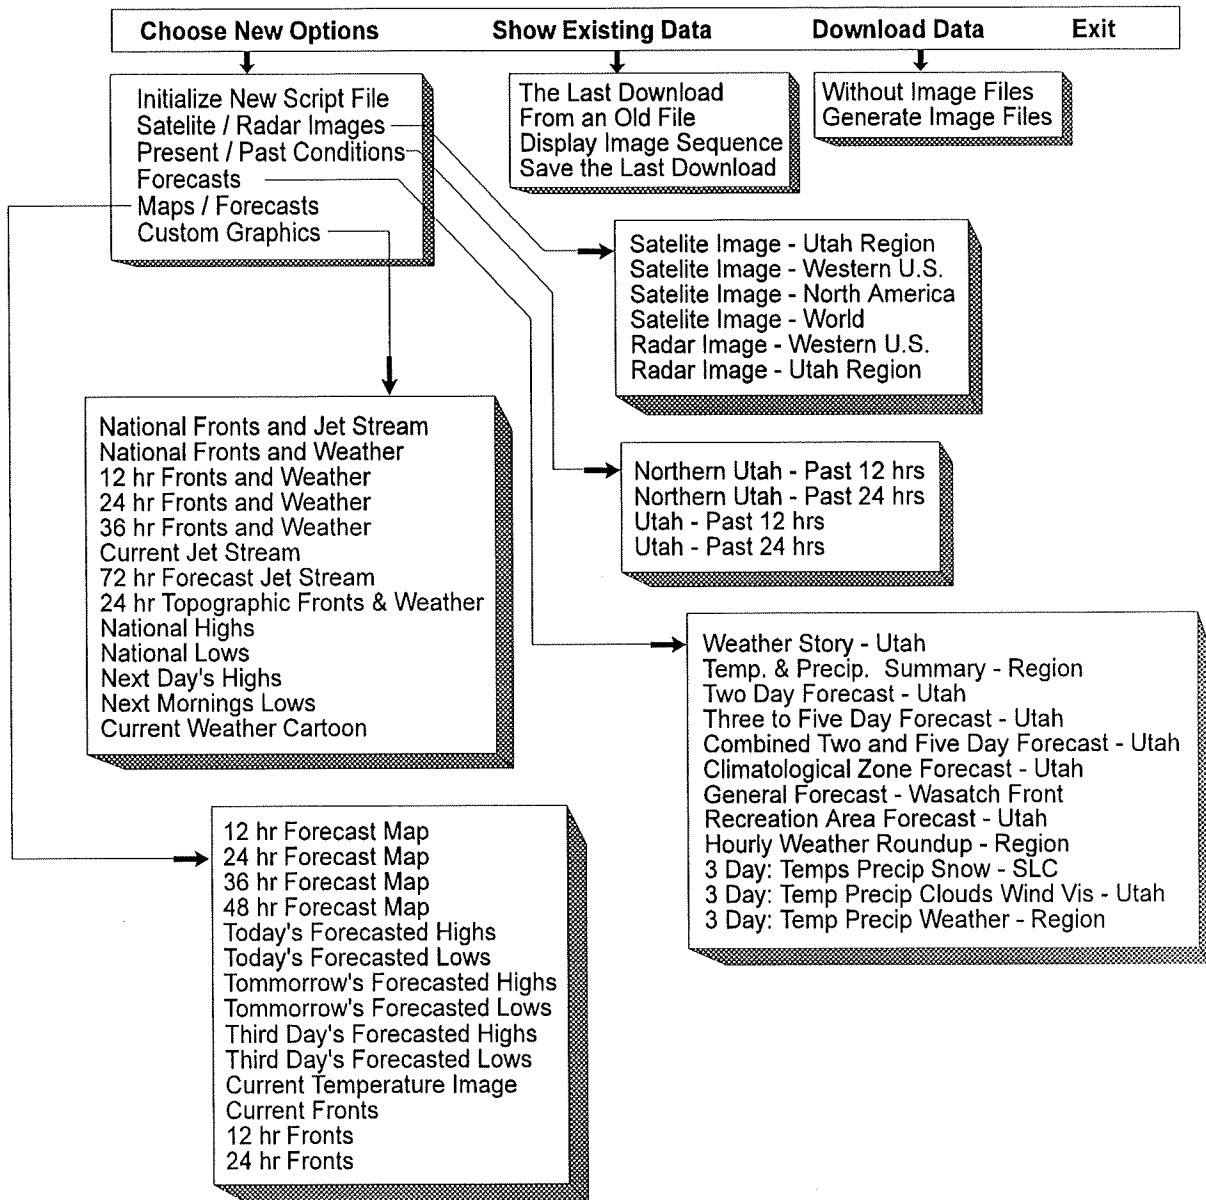 Choose New Options Show Existing Data Download Data Exit
Initialize New Script File
Satelite / Radar Images
Present / Past Conditions
Forecasts
Maps / Forecasts
Custom Graphics
The Last Download
From an Old File
Display Image Sequence
Save the Last Download
Without Image Files
Generate Image Files
Satelite Image - Utah Region
Satelite Image - Western U.S.
Satelite Image - North America
Satelite Image - World
Radar Image - Western U.S.
Radar Image - Utah Region
National Fronts and Jet Stream
National Fronts and Weather
12 hr Fronts and Weather
24 hr Fronts and Weather
36 hr Fronts and Weather
Current Jet Stream
72 hr Forecast Jet Stream
24 hr Topographic Fronts & Weather
National Highs
National Lows
Next Day's Highs
Next Mornings Lows
Current Weather Cartoon
Northern Utah - Past 12 hrs
Northern Utah - Past 24 hrs
Utah - Past 12 hrs
Utah - Past 24 hrs
Weather Story - Utah
Temp. & Precip. Summary - Region
Two Day Forecast - Utah
Three to Five Day Forecast - Utah
Combined Two and Five Day Forecast - Utah
Climatological Zone Forecast - Utah
General Forecast - Wasatch Front
Recreation Area Forecast - Utah
Hourly Weather Roundup - Region
3 Day: Temps Precip Snow - SLC
3 Day: Temp Precip Clouds Wind Vis - Utah
3 Day: Temp Precip Weather - Region
12 hr Forecast Map
24 hr Forecast Map
36 hr Forecast Map
48 hr Forecast Map
Today's Forecasted Highs
Today's Forecasted Lows
Tommorrow's Forecasted Highs
Tommorrow's Forecasted Lows
Third Day's Forecasted Highs
Third Day's Forecasted Lows
Current Temperature Image
Current Fronts
12 hr Fronts
24 hr Fronts